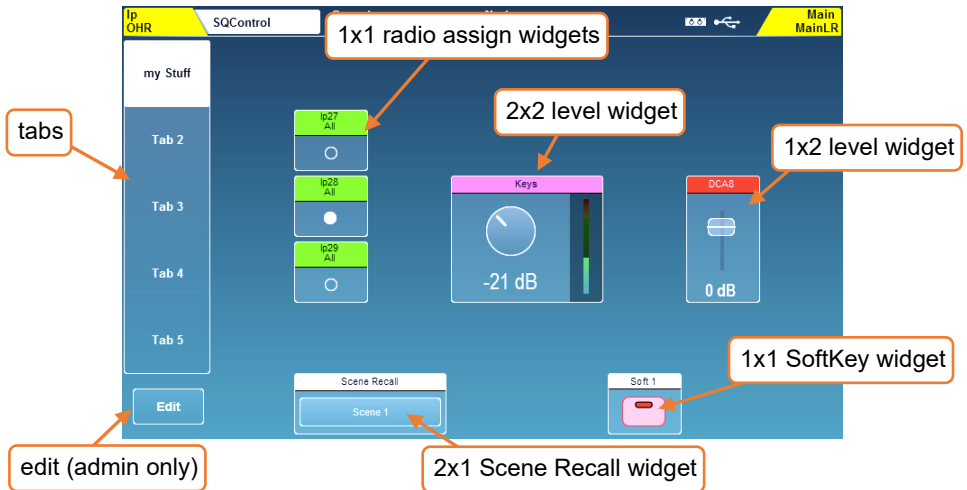 Ip
OHR
SQControl
Main
MainLR
1x1 radio assign widgets
my Stuff
2x2 level widget
Ip27
All
tabs
Tab 2
1x2 level widget
Ip28
All
Keys
DCA8
Tab 3
Ip29
All
Tab 4
-21 dB
0 dB
Tab 5
1x1 SoftKey widget
Scene Recall
Soft 1
Edit
Scene 1
edit (admin only)
2x1 Scene Recall widget